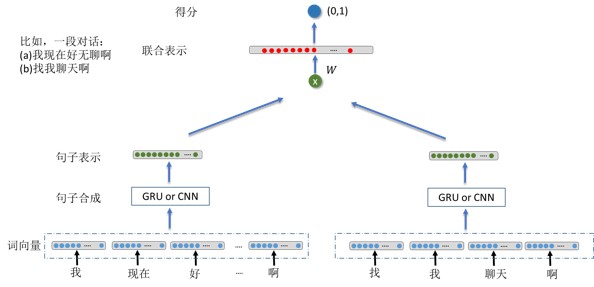 得分
(0,1)
比如，一段对话：
(a)我现在好无聊啊
(b)找我聊天啊
联合表示
....
W
x
句子表示
....
....
句子合成
GRU or CNN
GRU or CNN
词向量
.... .... .... .... ....
.... .... .... ....
我 现在 好 ... 啊
找 我 聊天 啊